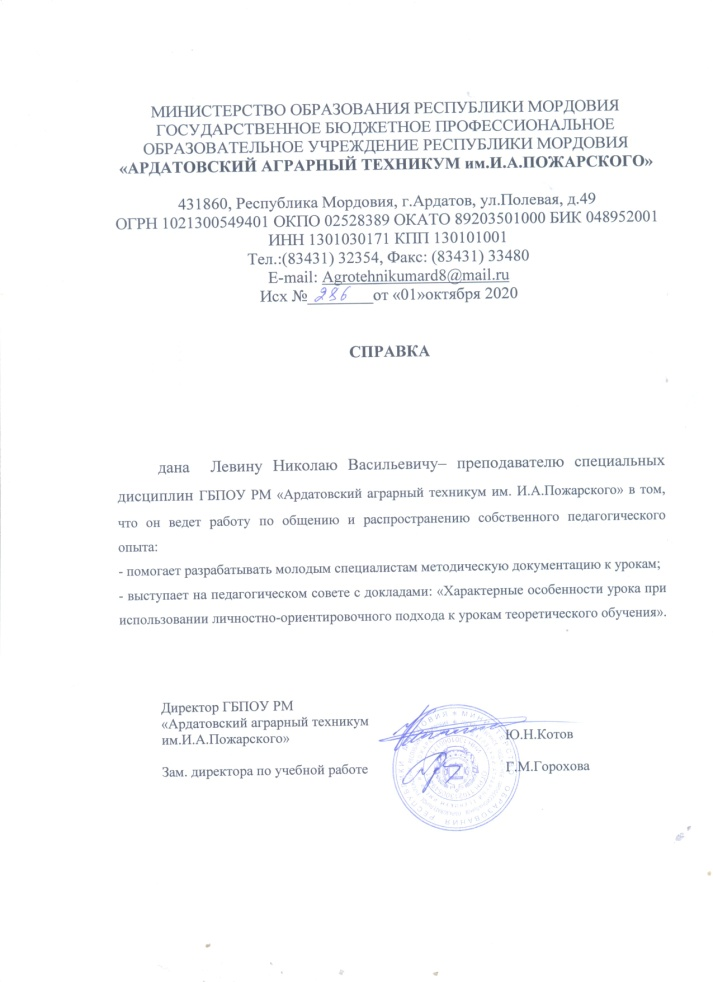 МИНИСТЕРСТВО ОБРАЗОВАНИЯ РЕСПУБЛИКИ МОРДОВИЯ
ГОСУДАРСТВЕННОЕ БЮДЖЕТНОЕ ПРОФЕССИОНАЛЬНОЕ
ОБРАЗОВАТЕЛЬНОЕ УЧРЕЖДЕНИЕ РЕСПУБЛИКИ МОРДОВИЯ
«АРДАТОВСКИЙ АГРАРНЫЙ ТЕХНИКУМ им.И.А.ПОЖАРСКОГО»
431860, Республика Мордовия, г.Ардатов, ул.Полевая, д.49
ОГРН 1021300549401 ОКПО 02528389 ОКАТО 89203501000 БИК 048952001
ИНН 1301030171 КПП 130101001
Тел.:(83431) 32354, Факс: (83431) 33480
E-mail: Agrotehnikumard8@mail.ru
Исх № 286 от «01»октября 2020
СПРАВКА
дана Левину Николаю Васильевичу– преподавателю специальных
дисциплин ГБПОУ РМ «Ардатовский аграрный техникум им. И.А.Пожарского» в том,
что он ведет работу по общению и распространению собственного педагогического
опыта:
- помогает разрабатывать молодым специалистам методическую документацию к урокам;
- выступает на педагогическом совете с докладами: «Характерные особенности урока при
использовании личностно-ориентировочного подхода к урокам теоретического обучения».
Директор ГБПОУ РМ
«Ардатовский аграрный техникум
им.И.А.Пожарского» Ю.Н.Котов
Зам. директора по учебной работе Г.М.Горохова